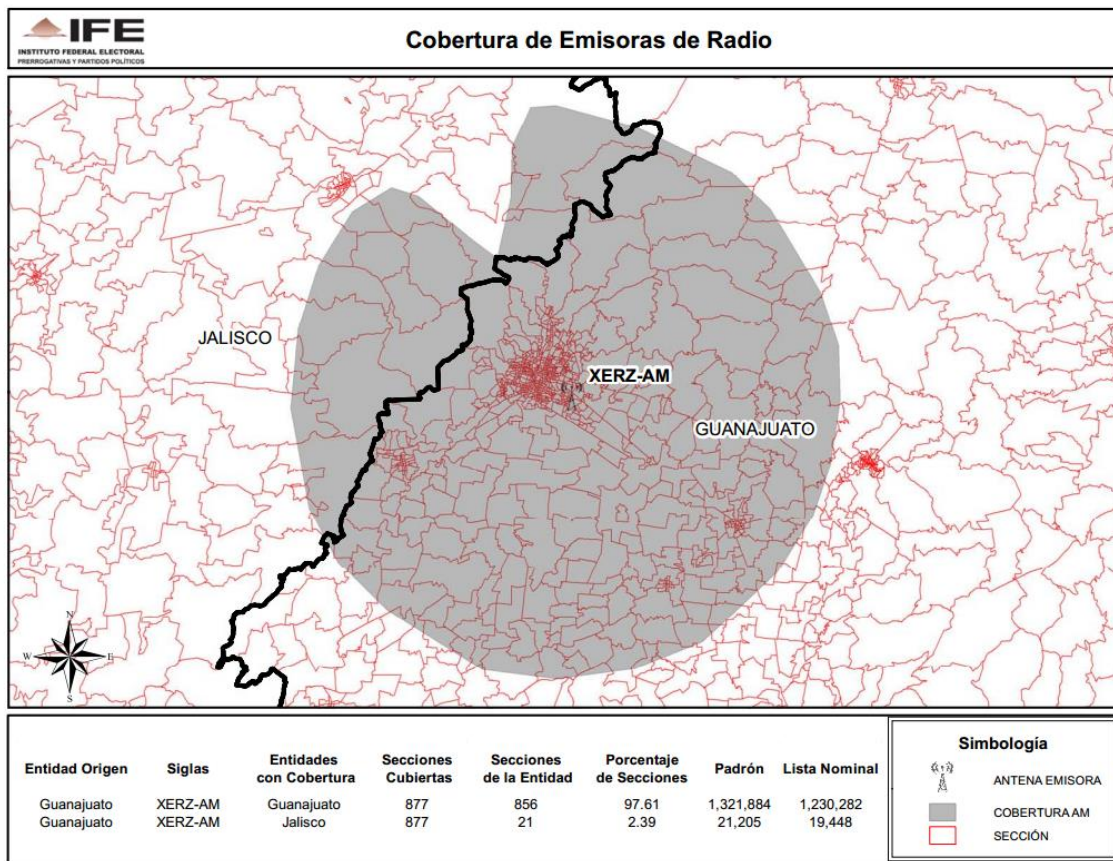 IFE
INSTITUTO FEDERAL ELECTORAL
PRERROGATIVAS Y PARTIDOS POLÍTICOS
Cobertura de Emisoras de Radio
JALISCO
XERZ-AM
GUANAJUATO
N
W E
S
Entidad Origen Siglas Entidades con Cobertura Secciones Cubiertas Secciones de la Entidad Porcentaje de Secciones Padrón Lista Nominal
Guanajuato XERZ-AM Guanajuato 877 856 97.61 1,321,884 1,230,282
Guanajuato XERZ-AM Jalisco 877 21 2.39 21,205 19,448
Simbología
ANTENA EMISORA
COBERTURA AM
SECCIÓN